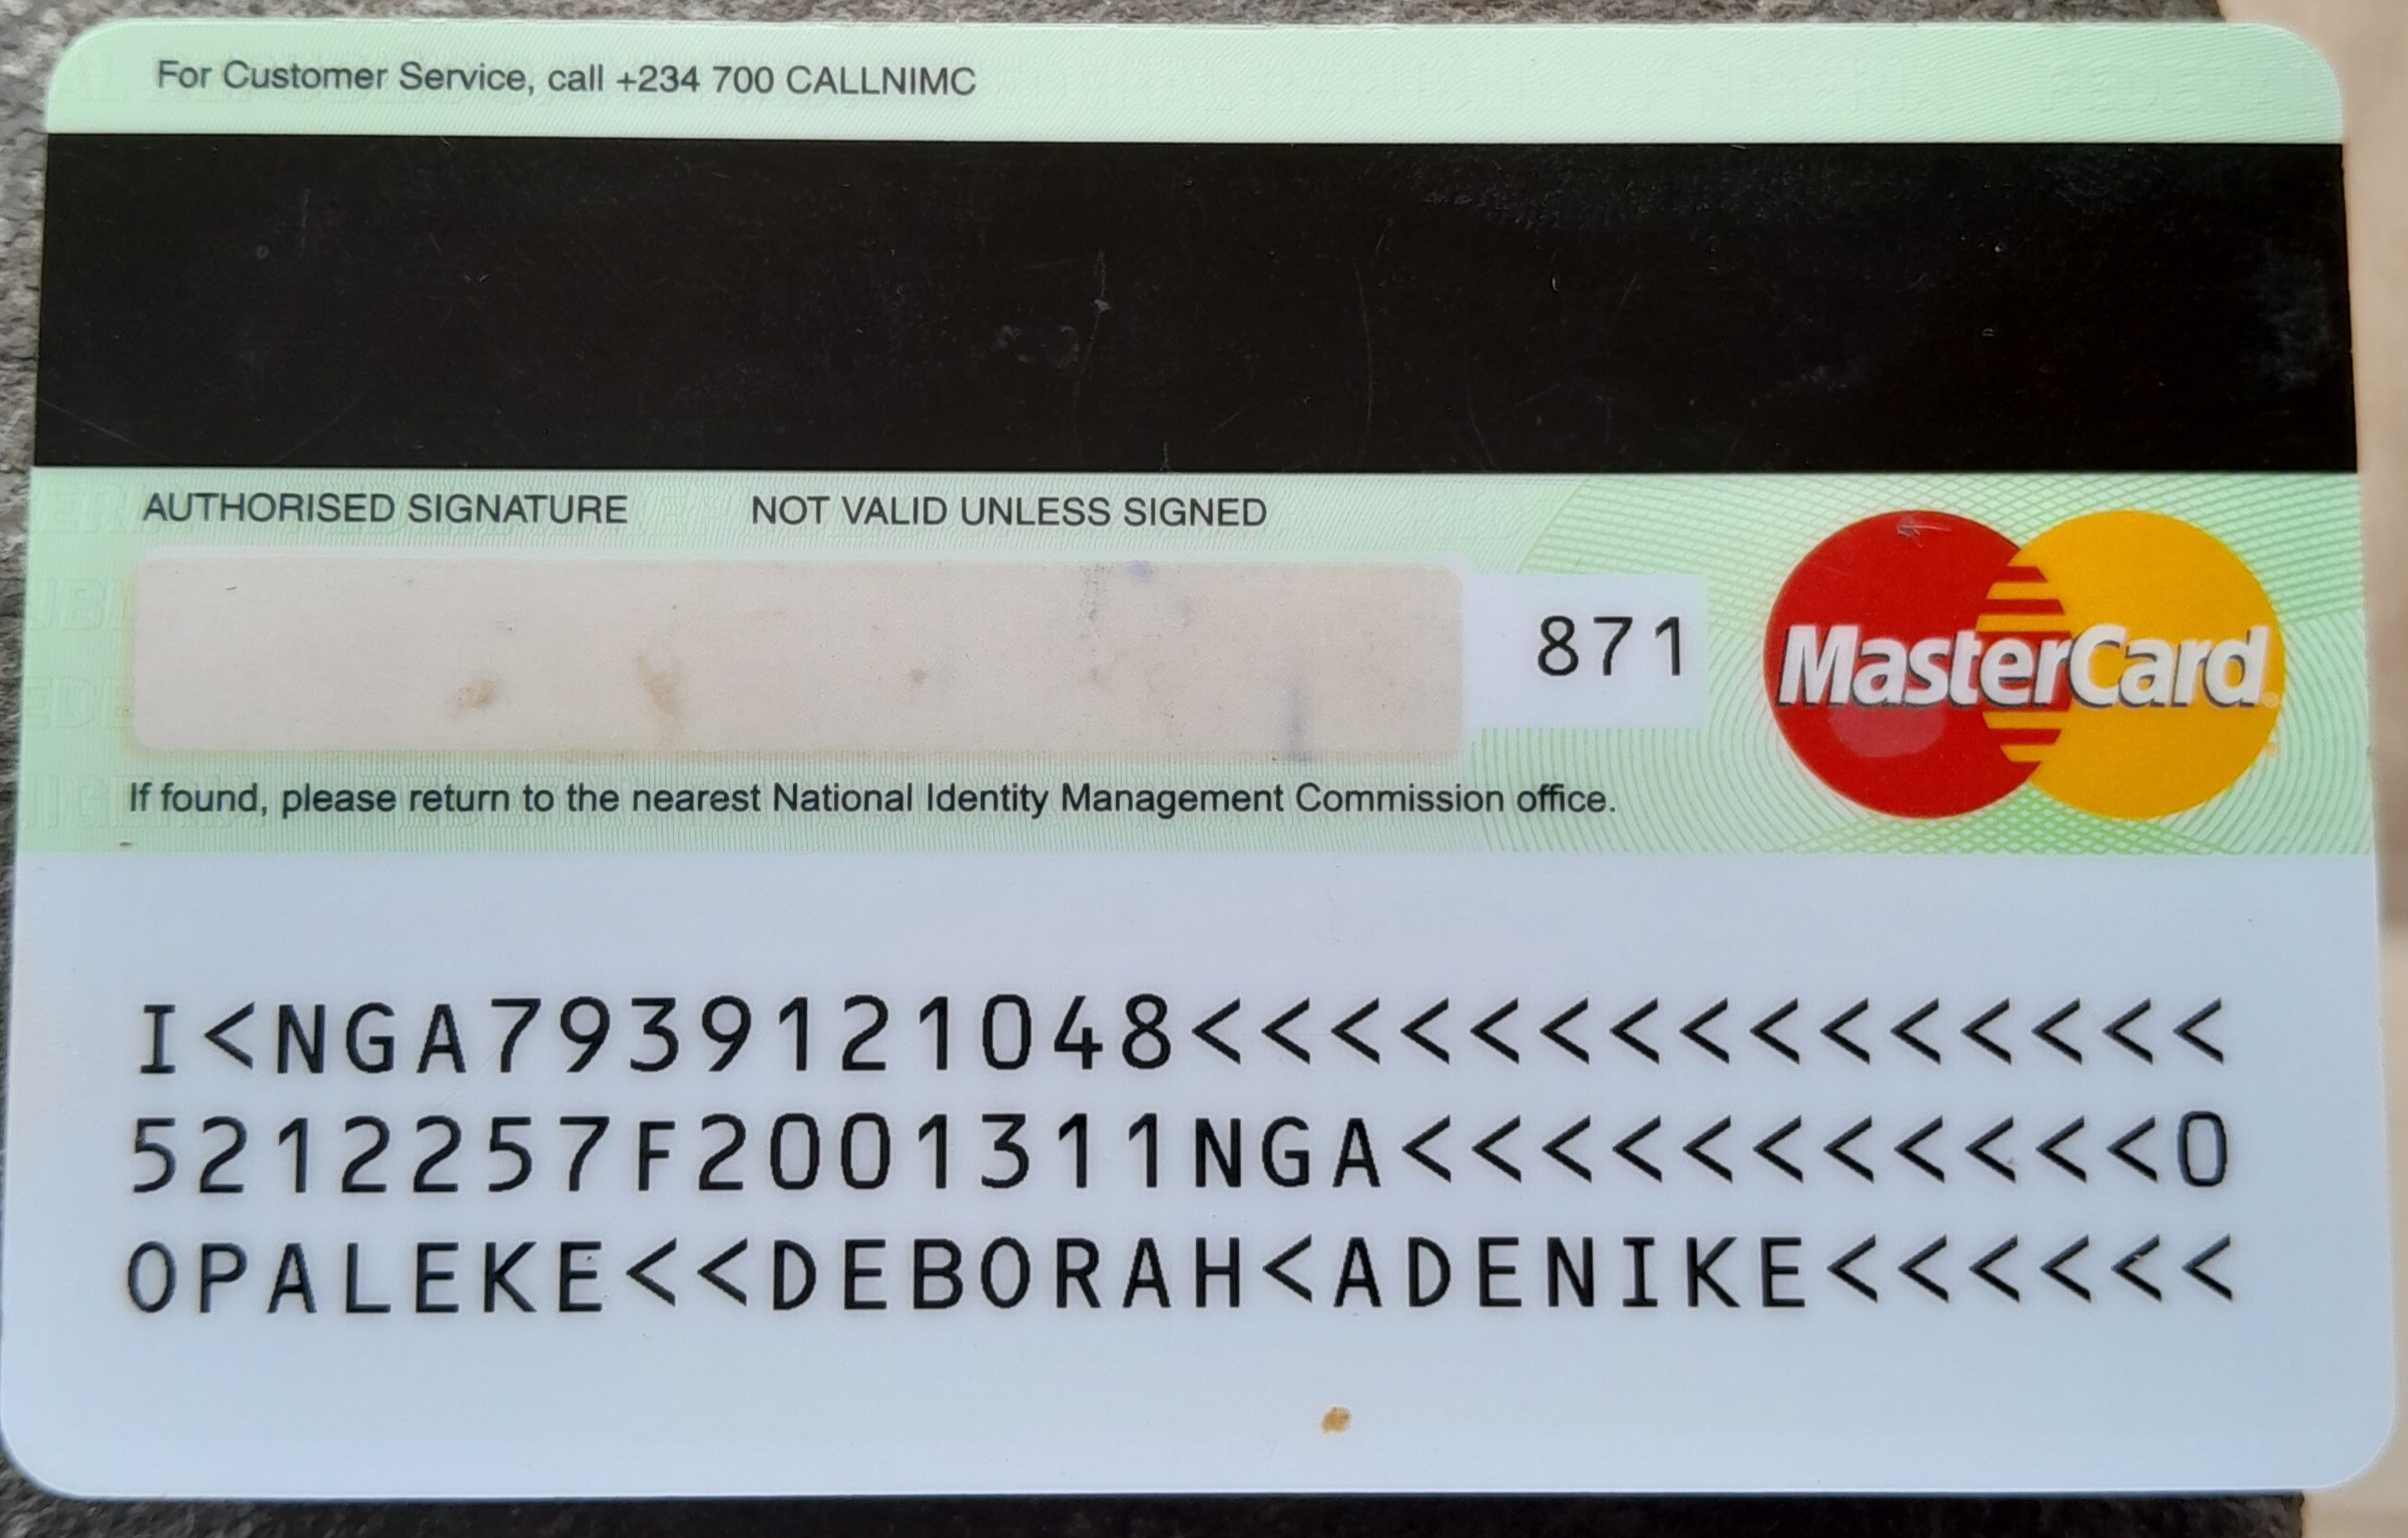 For Customer Service, call +234 700 CALLNIMC
AUTHORISED SIGNATURE NOT VALID UNLESS SIGNED
871
MasterCard
If found, please return to the nearest National Identity Management Commission office.
I<NGA7939121048<<<<<<<<<<<<<<<
5212257F2001311NGA<<<<<<<<<<<0
OPALEKE<<DEBORAH<ADENIKE<<<<<<